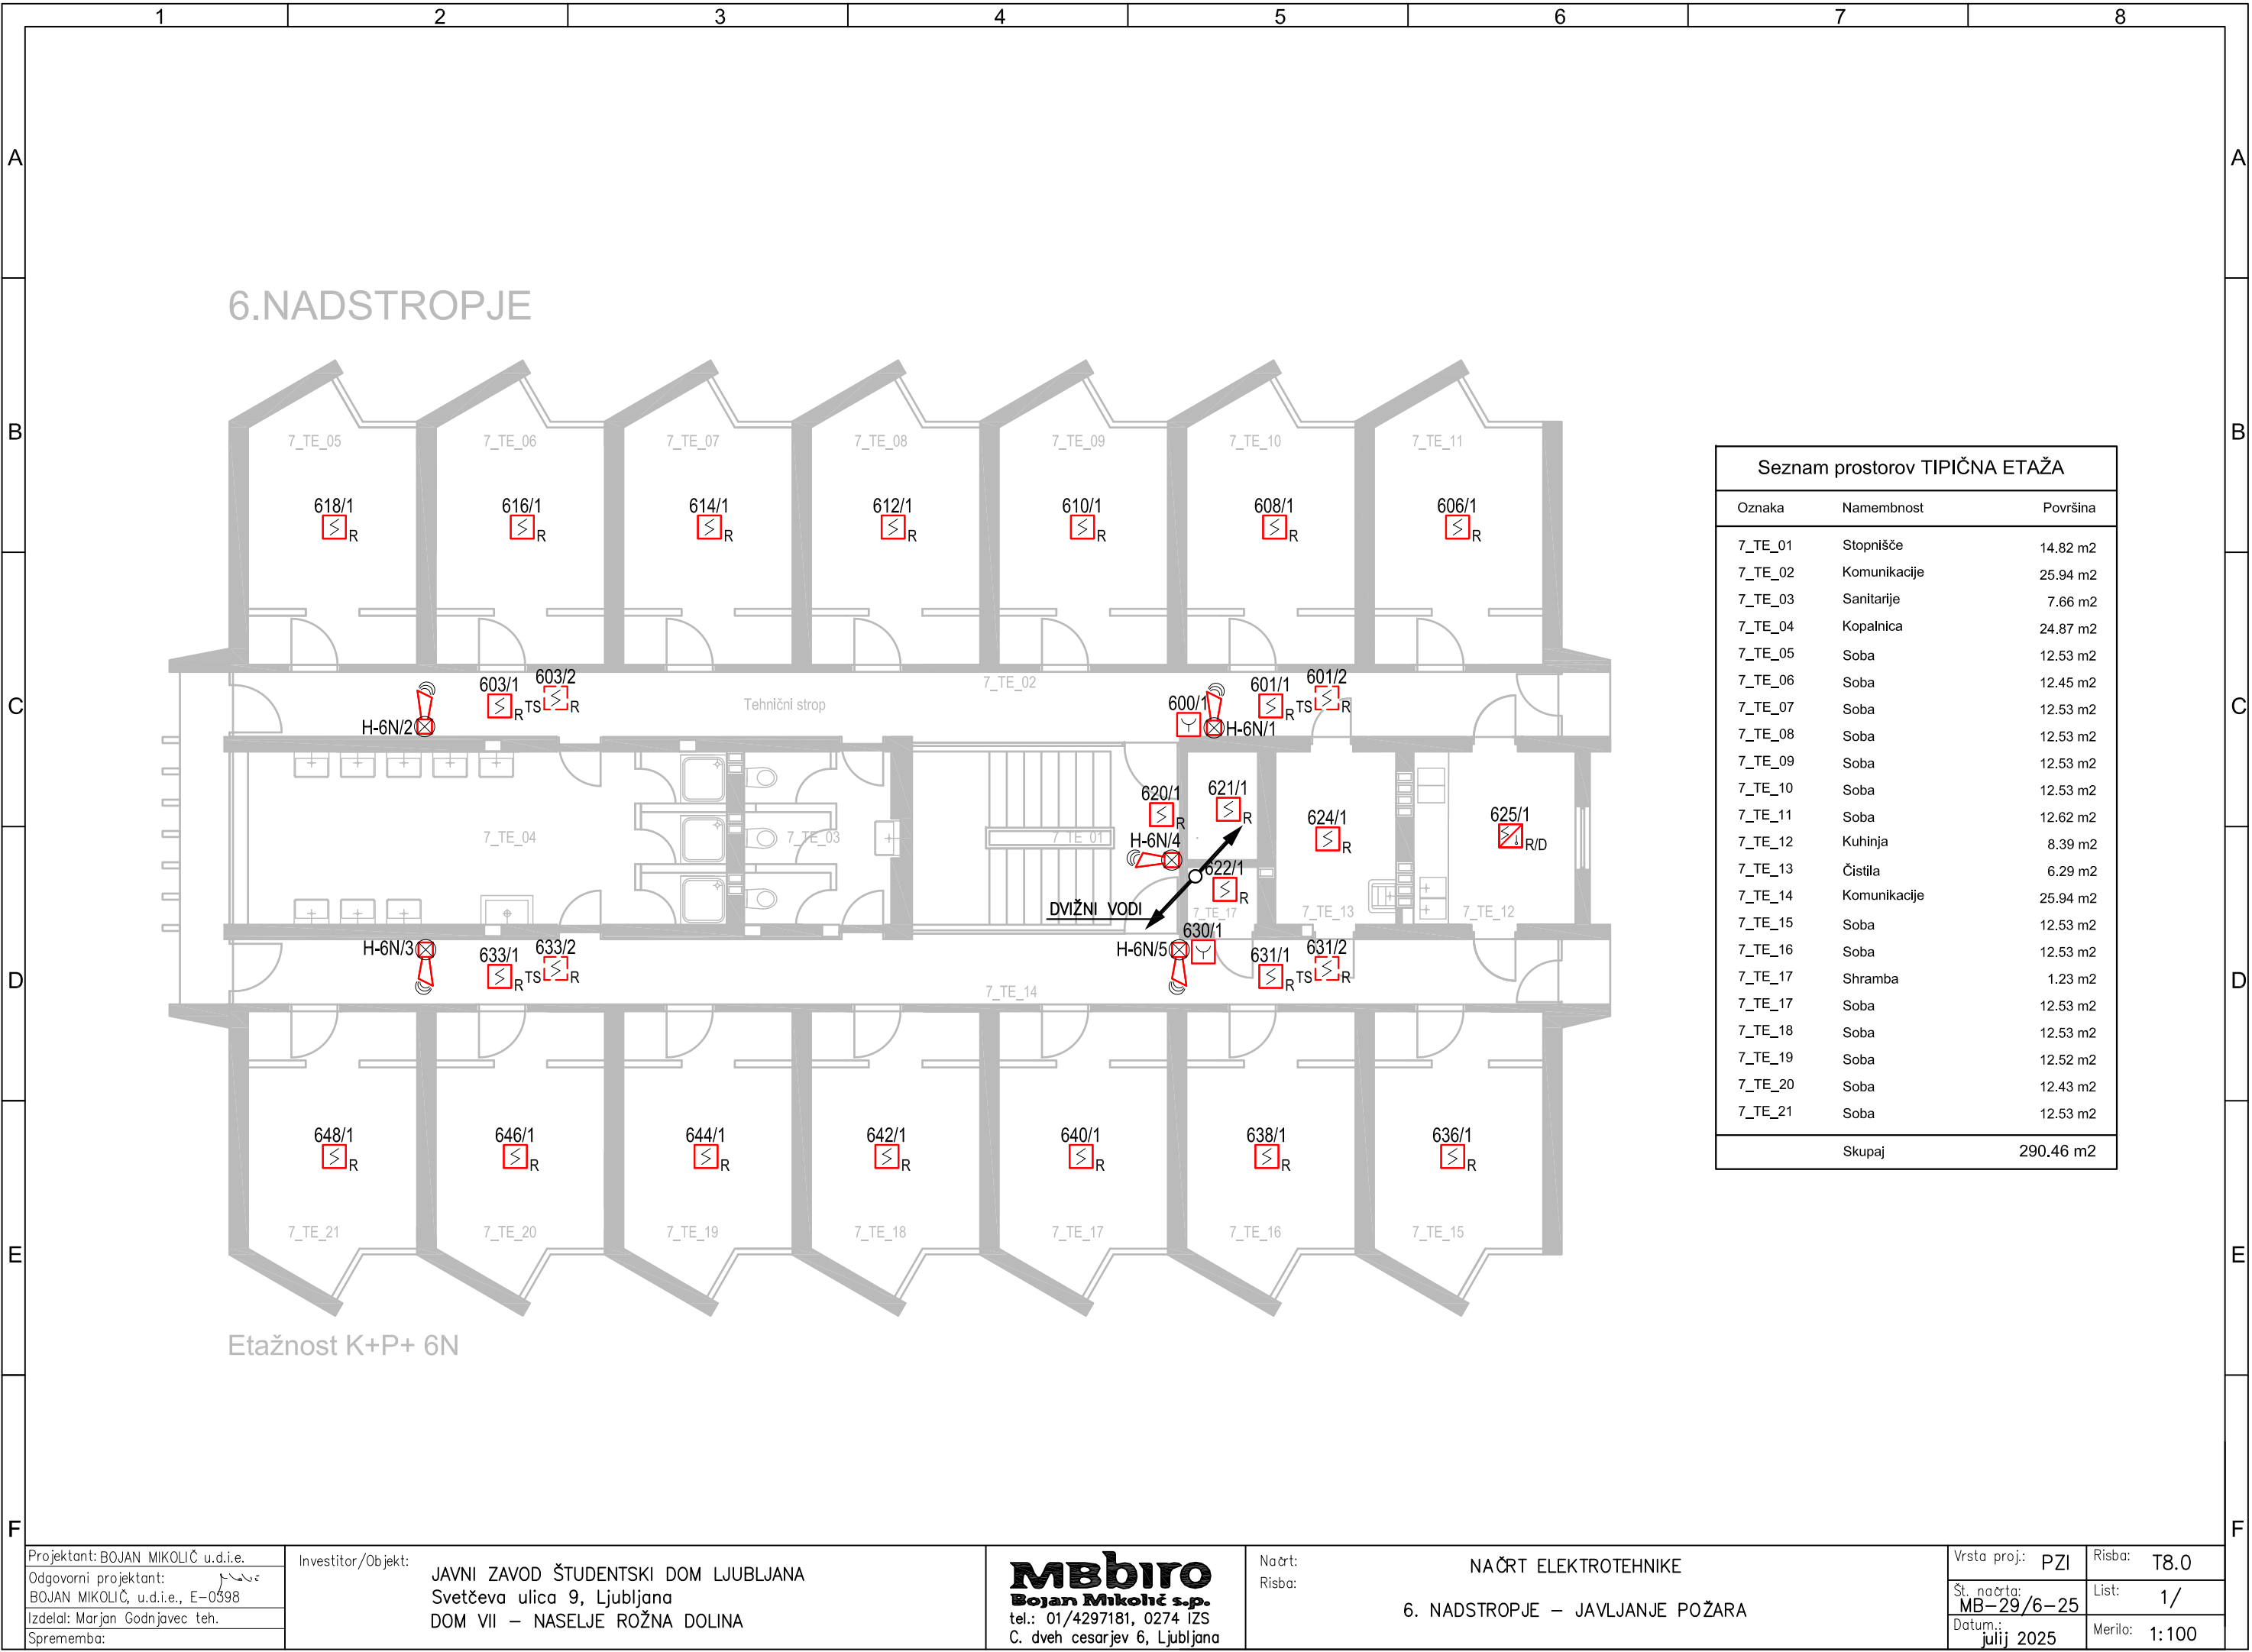 1 2 3 4 5 6 7 8
A A
6.NADSTROPJE
B B
7_TE_05 7_TE_06 7_TE_07 7_TE_08 7_TE_09 7_TE_10 7_TE_11
618/1 616/1 614/1 612/1 610/1 608/1 606/1
R R R R R R R
C C
603/1 603/2 7_TE_02 601/1 601/2
R TS R Tehnični strop 600/1 R TS R
H-6N/2 H-6N/1
620/1 621/1
R R
624/1 625/1
R R/D
7_TE_04 7_TE_03 7_TE_01 H-6N/4
622/1
R
DVIŽNI VODI 7_TE_17 7_TE_13 7_TE_12
630/1
H-6N/3 633/1 633/2 H-6N/5 631/1 631/2
R TS R R TS R
D D
7_TE_14
648/1 646/1 644/1 642/1 640/1 638/1 636/1
R R R R R R R
7_TE_21 7_TE_20 7_TE_19 7_TE_18 7_TE_17 7_TE_16 7_TE_15
E E
Etažnost K+P+ 6N
F F
Seznam prostorov TIPIČNA ETAŽA
Oznaka Namembnost Površina
7_TE_01 Stopnišče 14.82 m2
7_TE_02 Komunikacije 25.94 m2
7_TE_03 Sanitarije 7.66 m2
7_TE_04 Kopalnica 24.87 m2
7_TE_05 Soba 12.53 m2
7_TE_06 Soba 12.45 m2
7_TE_07 Soba 12.53 m2
7_TE_08 Soba 12.53 m2
7_TE_09 Soba 12.53 m2
7_TE_10 Soba 12.53 m2
7_TE_11 Soba 12.62 m2
7_TE_12 Kuhinja 8.39 m2
7_TE_13 Čistila 6.29 m2
7_TE_14 Komunikacije 25.94 m2
7_TE_15 Soba 12.53 m2
7_TE_16 Soba 12.53 m2
7_TE_17 Shramba 1.23 m2
7_TE_17 Soba 12.53 m2
7_TE_18 Soba 12.53 m2
7_TE_19 Soba 12.52 m2
7_TE_20 Soba 12.43 m2
7_TE_21 Soba 12.53 m2
Skupaj 290.46 m2
Projektant: BOJAN MIKOLIČ u.d.i.e.
Odgovorni projektant:
BOJAN MIKOLIČ, u.d.i.e., E-0598
Izdelal: Marjan Godnjavec teh.
Sprememba:
Investitor/Objekt:
JAVNI ZAVOD ŠTUDENTSKI DOM LJUBLJANA
Svetčeva ulica 9, Ljubljana
DOM VII – NASELJE ROŽNA DOLINA
MBbiro
Bojan Mikolič s.p.
tel.: 01/4297181, 0274 IZS
C. dveh cesarjev 6, Ljubljana
Načrt: NAČRT ELEKTROTEHNIKE
Risba:
6. NADSTROPJE – JAVLJANJE POŽARA
Vrsta proj.: PZI Risba: T8.0
Št. načrta: MB-29/6-25 List: 1/
Datum.: julij 2025 Merilo: 1:100